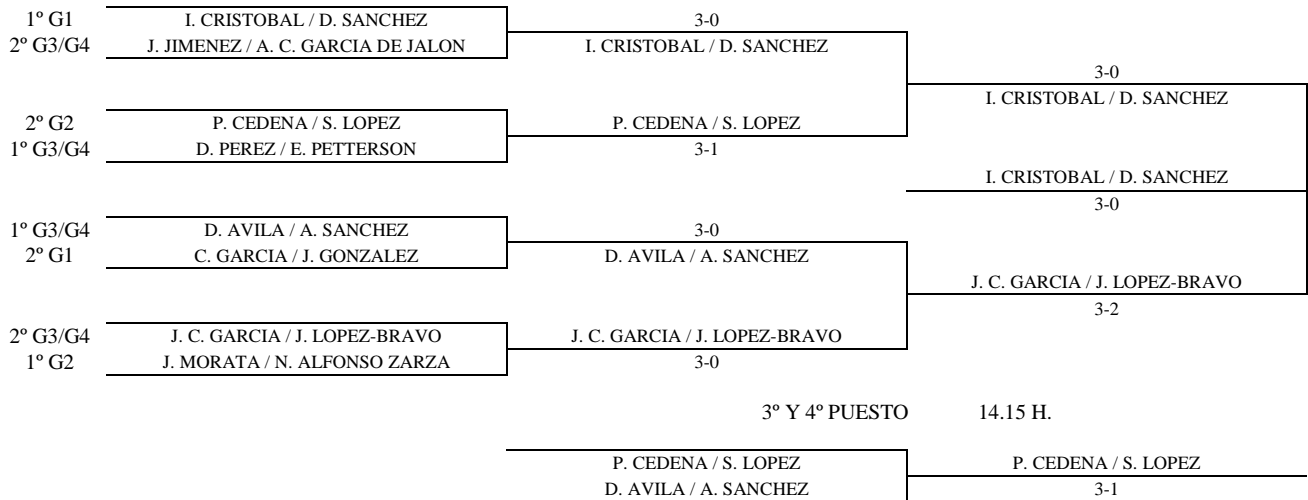 1º G1 I. CRISTOBAL / D. SANCHEZ 3-0
2º G3/G4 J. JIMENEZ / A. C. GARCIA DE JALON I. CRISTOBAL / D. SANCHEZ
3-0
I. CRISTOBAL / D. SANCHEZ
2º G2 P. CEDENA / S. LOPEZ P. CEDENA / S. LOPEZ
1º G3/G4 D. PEREZ / E. PETTERSON 3-1
I. CRISTOBAL / D. SANCHEZ
3-0
1º G3/G4 D. AVILA / A. SANCHEZ 3-0
2º G1 C. GARCIA / J. GONZALEZ D. AVILA / A. SANCHEZ
J. C. GARCIA / J. LOPEZ-BRAVO
3-2
2º G3/G4 J. C. GARCIA / J. LOPEZ-BRAVO J. C. GARCIA / J. LOPEZ-BRAVO
1º G2 J. MORATA / N. ALFONSO ZARZA 3-0
3º Y 4º PUESTO 14.15 H.
P. CEDENA / S. LOPEZ P. CEDENA / S. LOPEZ
D. AVILA / A. SANCHEZ 3-1